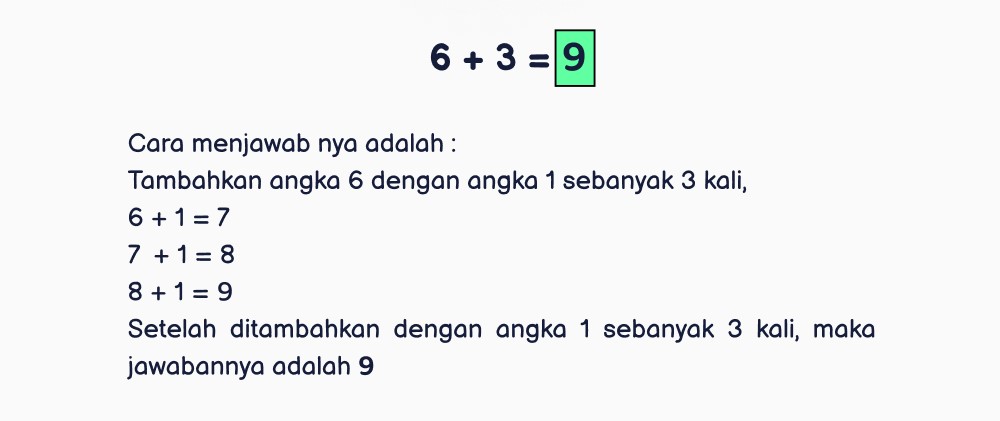 6 + 3 = 9
Cara menjawab nya adalah :
Tambahkan angka 6 dengan angka 1 sebanyak 3 kali,
6 + 1 = 7
7 + 1 = 8
8 + 1 = 9
Setelah ditambahkan dengan angka 1 sebanyak 3 kali, maka
jawabannya adalah 9